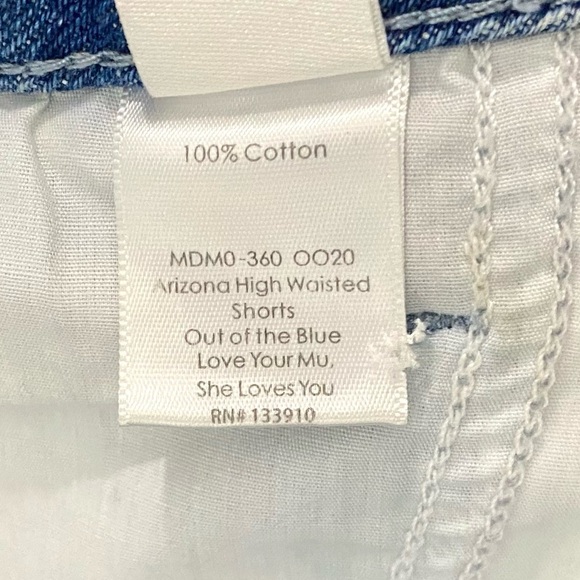 100% Cotton
MDM0-360 OO20
Arizona High Waisted
Shorts
Out of the Blue
Love Your Mu,
She Loves You
RN# 133910